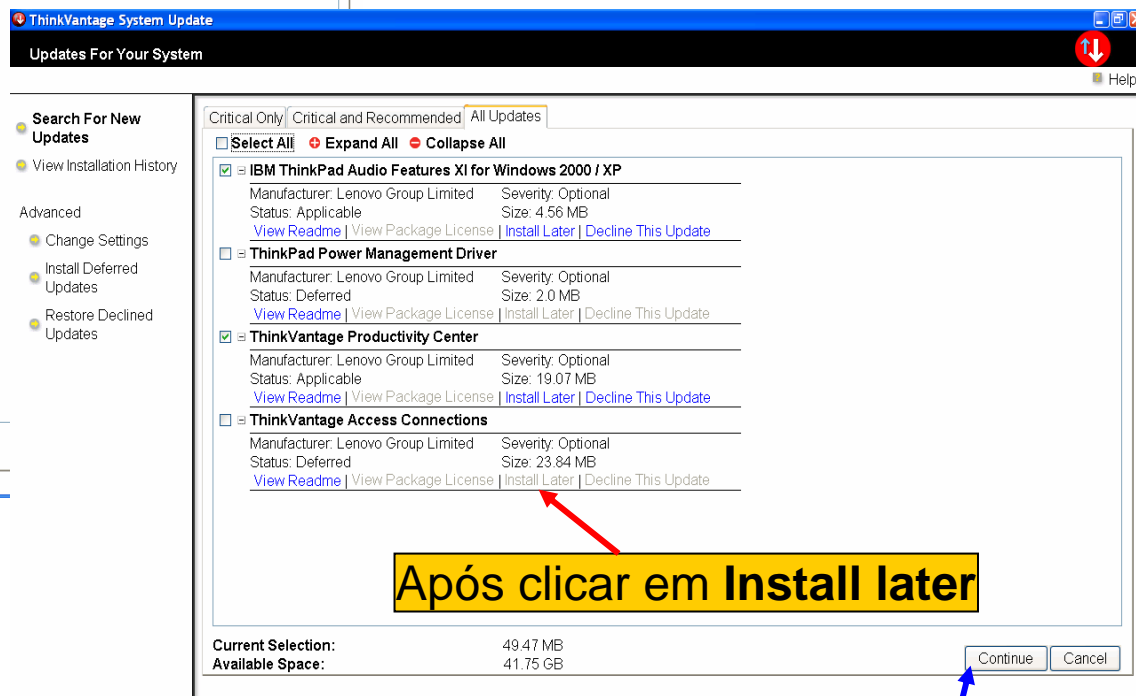 ThinkVantage System Update
Updates For Your System
Help
Search For New
Updates
View Installation History
Advanced
Change Settings
Install Deferred
Updates
Restore Declined
Updates
Critical Only Critical and Recommended All Updates
Select All Expand All Collapse All
IBM ThinkPad Audio Features XI for Windows 2000 / XP
Manufacturer: Lenovo Group Limited Severity: Optional
Status: Applicable Size: 4.56 MB
View Readme | View Package License | Install Later | Decline This Update
ThinkPad Power Management Driver
Manufacturer: Lenovo Group Limited Severity: Optional
Status: Deferred Size: 2.0 MB
View Readme | View Package License | Install Later | Decline This Update
ThinkVantage Productivity Center
Manufacturer: Lenovo Group Limited Severity: Optional
Status: Applicable Size: 19.07 MB
View Readme | View Package License | Install Later | Decline This Update
ThinkVantage Access Connections
Manufacturer: Lenovo Group Limited Severity: Optional
Status: Deferred Size: 23.84 MB
View Readme | View Package License | Install Later | Decline This Update
Após clicar em Install later
Current Selection: 49.47 MB
Available Space: 41.75 GB
Continue Cancel